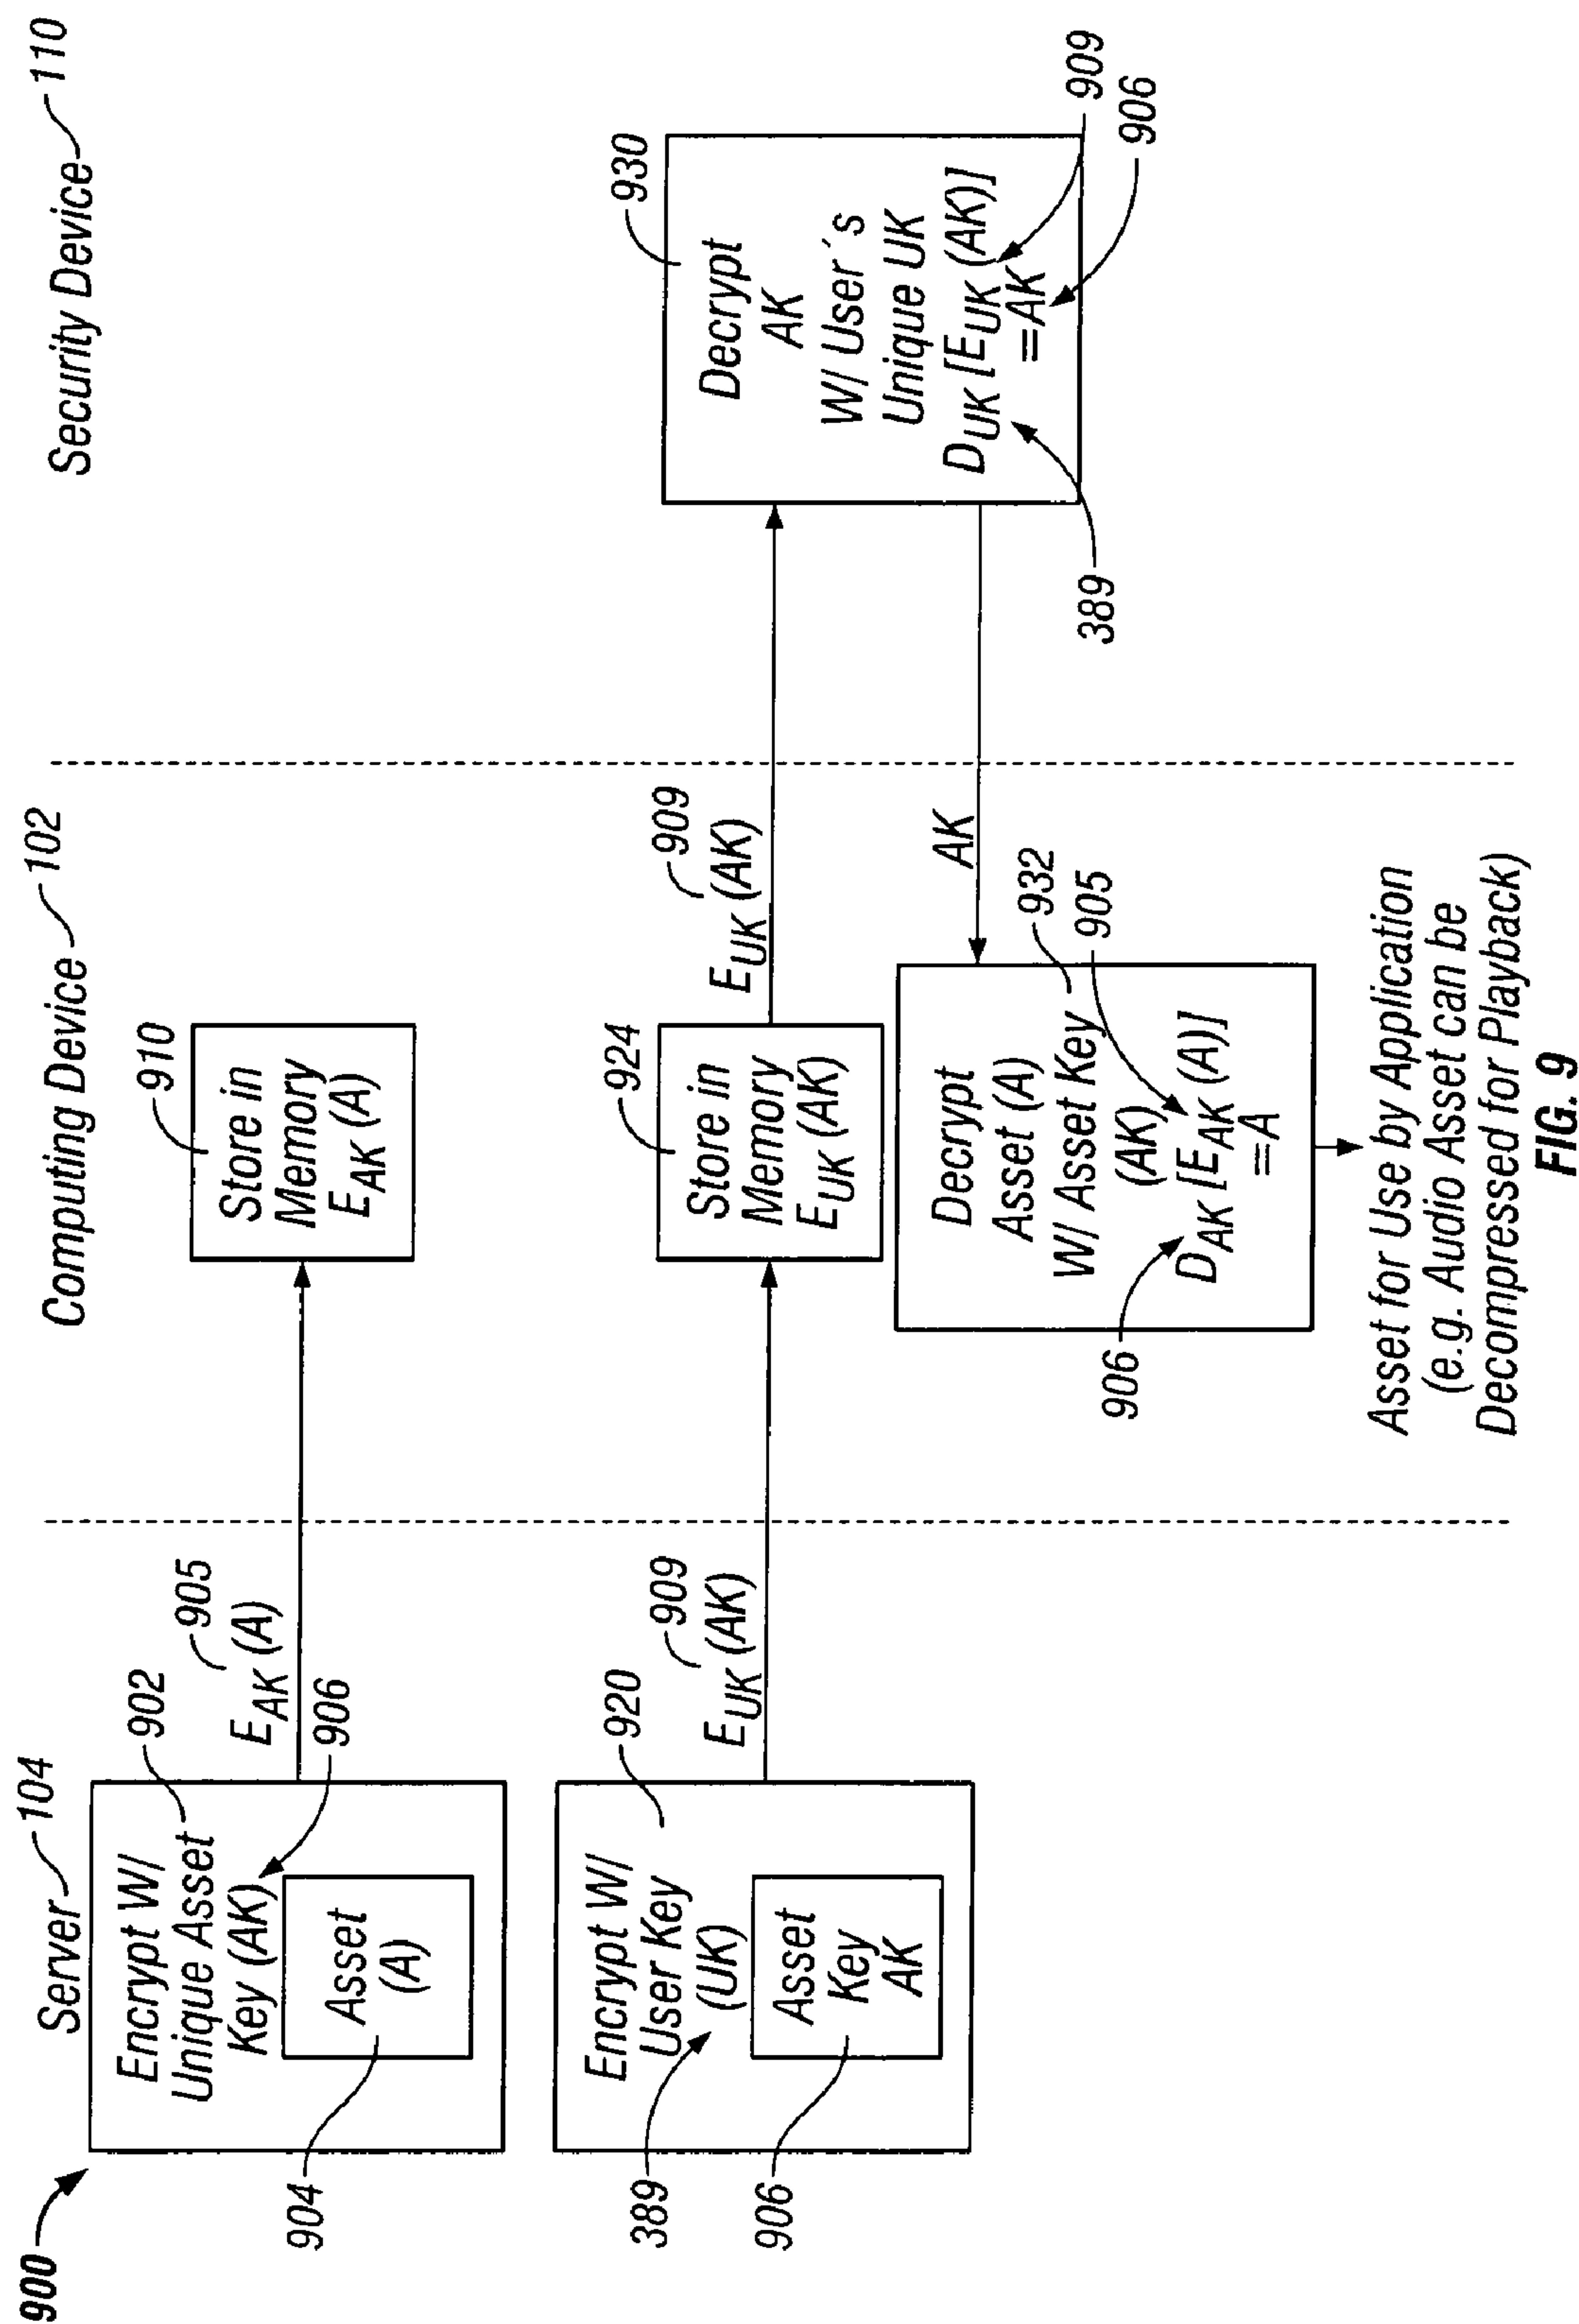 900
Server 104
Computing Device 102
Security Device 110
Encrypt W/
Unique Asset
Key (AK)
902
906
Asset
(A)
904
905
E_AK (A)
910
Store in
Memory
E_AK (A)
Encrypt W/
User Key
(UK)
920
389
Asset
Key
AK
906
909
E_UK (AK)
924
Store in
Memory
E_UK (AK)
909
E_UK (AK)
930
Decrypt
AK
W/ User's
Unique UK
D_UK [E_UK (AK)]
=AK
909
906
389
AK
932
905
Decrypt
Asset (A)
W/ Asset Key
(AK)
D_AK [E_AK (A)]
=A
906
Asset for Use by Application
(e.g. Audio Asset can be
Decompressed for Playback)
FIG. 9